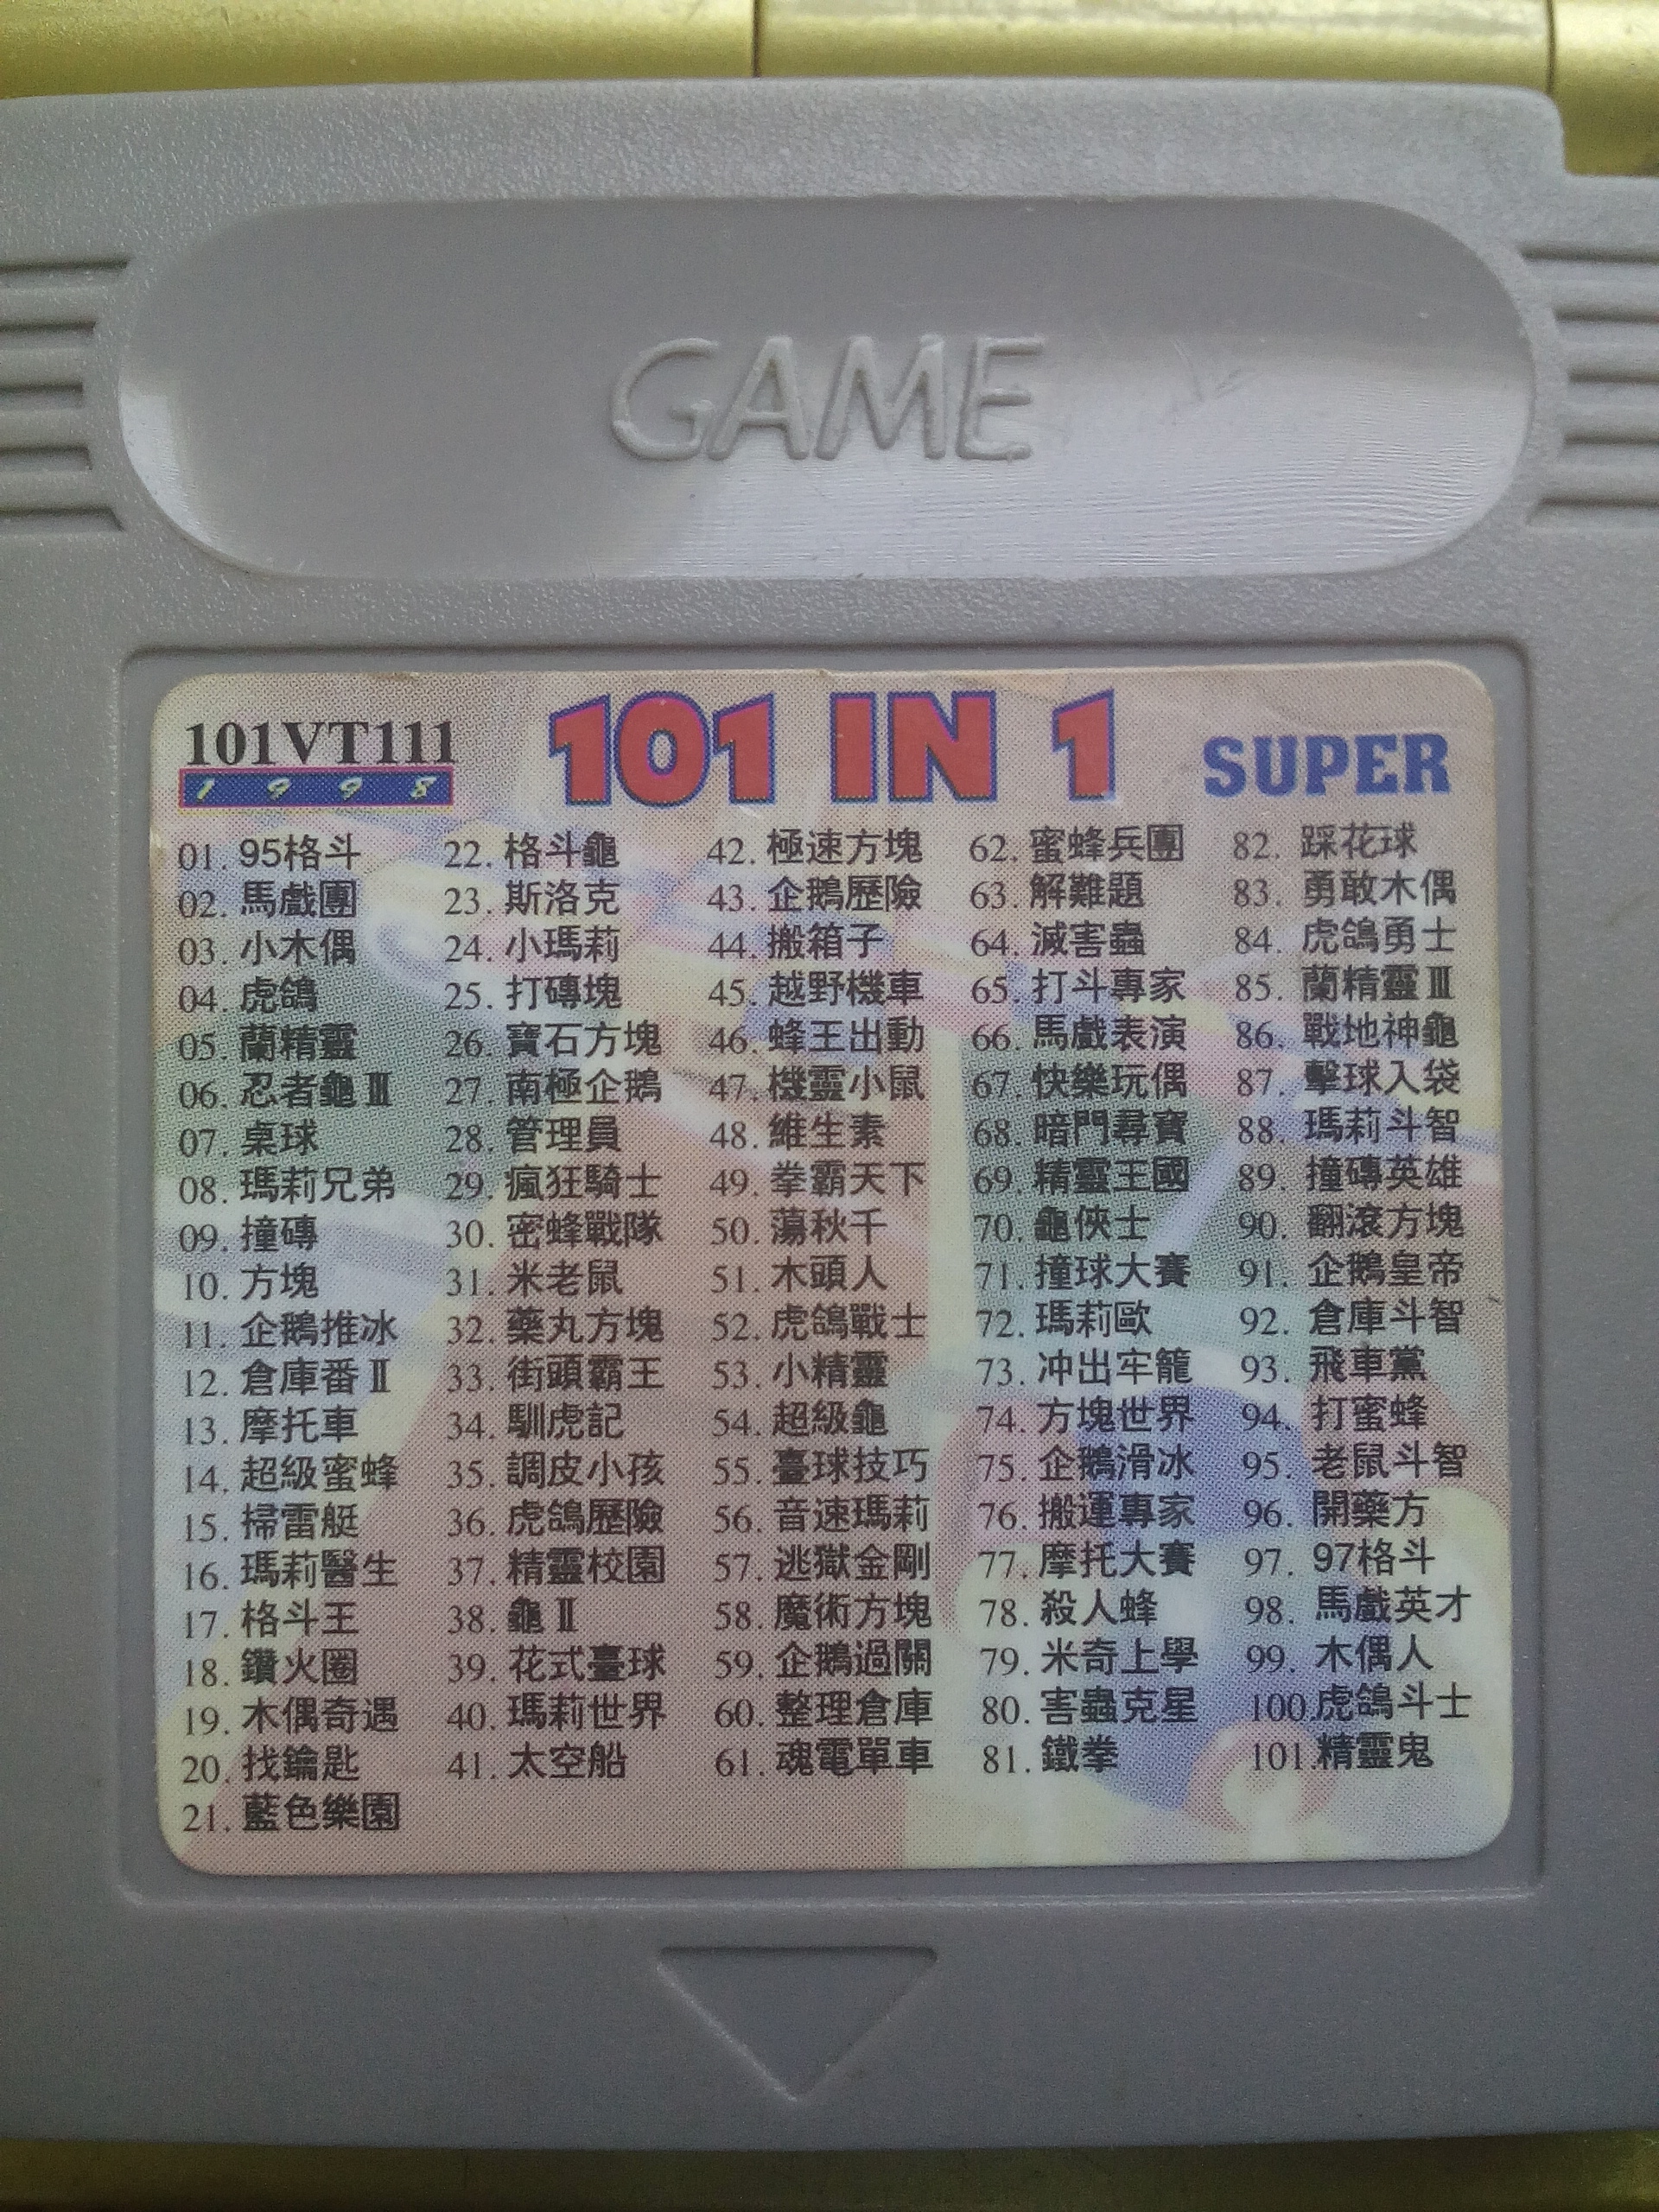 GAME
101VT111
1998
101 IN 1
SUPER
01. 95格斗
02. 馬戲團
03. 小木偶
04. 虎鴿
05. 蘭精靈
06. 忍者龜Ⅲ
07. 桌球
08. 瑪莉兄弟
09. 撞磚
10. 方塊
11. 企鵝推冰
12. 倉庫番Ⅱ
13. 摩托車
14. 超級蜜蜂
15. 掃雷艇
16. 瑪莉醫生
17. 格斗王
18. 鑽火圈
19. 木偶奇遇
20. 找鑰匙
21. 藍色樂園
22. 格斗龜
23. 斯洛克
24. 小瑪莉
25. 打磚塊
26. 寶石方塊
27. 南極企鵝
28. 管理員
29. 瘋狂騎士
30. 密蜂戰隊
31. 米老鼠
32. 藥丸方塊
33. 街頭霸王
34. 馴虎記
35. 調皮小孩
36. 虎鴿歷險
37. 精靈校園
38. 龜Ⅱ
39. 花式臺球
40. 瑪莉世界
41. 太空船
42. 極速方塊
43. 企鵝歷險
44. 搬箱子
45. 越野機車
46. 蜂王出動
47. 機靈小鼠
48. 維生素
49. 拳霸天下
50. 蕩秋千
51. 木頭人
52. 虎鴿戰士
53. 小精靈
54. 超級龜
55. 臺球技巧
56. 音速瑪莉
57. 逃獄金剛
58. 魔術方塊
59. 企鵝過關
60. 整理倉庫
61. 魂電單車
62. 蜜蜂兵團
63. 解難題
64. 滅害蟲
65. 打斗專家
66. 馬戲表演
67. 快樂玩偶
68. 暗門尋寶
69. 精靈王國
70. 龜俠士
71. 撞球大賽
72. 瑪莉歐
73. 冲出牢籠
74. 方塊世界
75. 企鵝滑冰
76. 搬運專家
77. 摩托大賽
78. 殺人蜂
79. 米奇上學
80. 害蟲克星
81. 鐵拳
82. 踩花球
83. 勇敢木偶
84. 虎鴿勇士
85. 蘭精靈Ⅲ
86. 戰地神龜
87. 擊球入袋
88. 瑪莉斗智
89. 撞磚英雄
90. 翻滾方塊
91. 企鵝皇帝
92. 倉庫斗智
93. 飛車黨
94. 打蜜蜂
95. 老鼠斗智
96. 開藥方
97. 97格斗
98. 馬戲英才
99. 木偶人
100.虎鴿斗士
101.精靈鬼